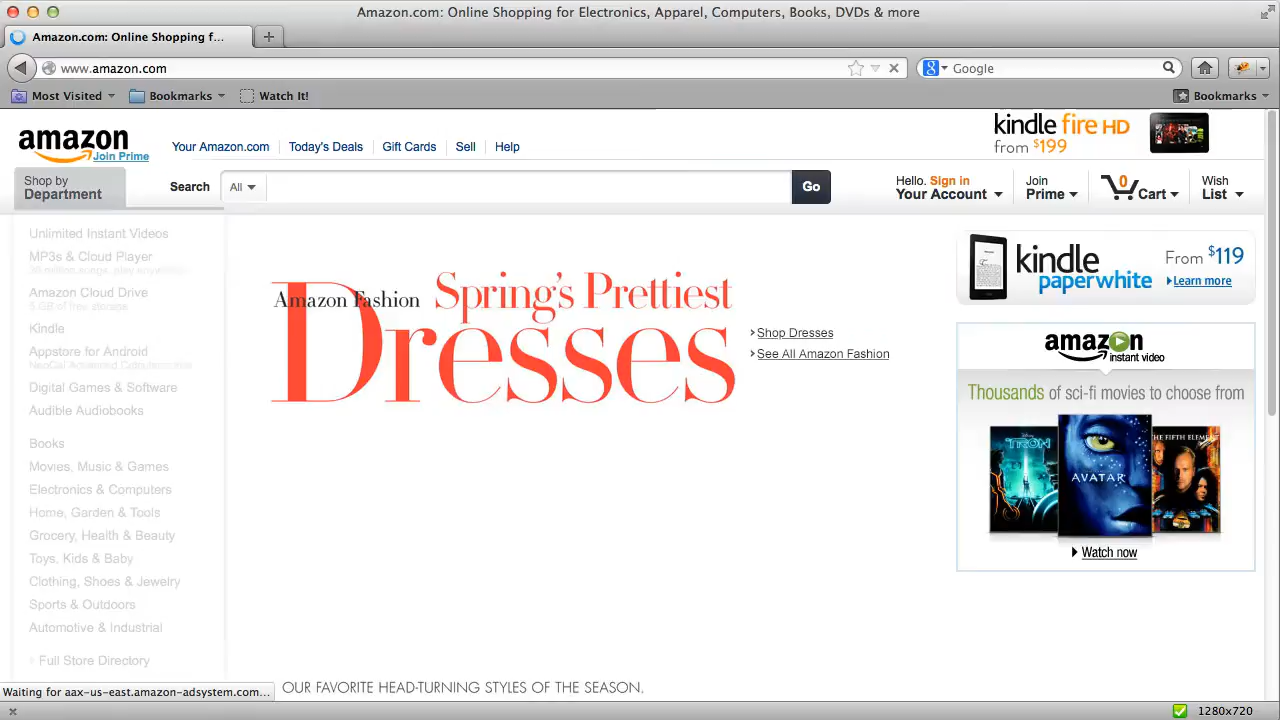 Amazon.com: Online Shopping for Electronics, Apparel, Computers, Books, DVDs & more
Amazon.com: Online Shopping f...
www.amazon.com
Google
Most Visited
Bookmarks
Watch It!
Bookmarks
amazon
Join Prime
Your Amazon.com
Today's Deals
Gift Cards
Sell
Help
kindle fire HD
from $199
Shop by
Department
Search
All
Go
Hello. Sign in
Your Account
Join
Prime
0
Cart
Wish
List
Unlimited Instant Videos
MP3s & Cloud Player
Amazon Cloud Drive
5 GB of free storage
Kindle
Appstore for Android
Digital Games & Software
Audible Audiobooks
Books
Movies, Music & Games
Electronics & Computers
Home, Garden & Tools
Grocery, Health & Beauty
Toys, Kids & Baby
Clothing, Shoes & Jewelry
Sports & Outdoors
Automotive & Industrial
Full Store Directory
Amazon Fashion
Spring's Prettiest
Dresses
Shop Dresses
See All Amazon Fashion
OUR FAVORITE HEAD-TURNING STYLES OF THE SEASON.
kindle
paperwhite
From $119
Learn more
amazon
instant video
Thousands of sci-fi movies to choose from
TRON
AVATAR
THE FIFTH ELEMENT
Watch now
Waiting for aax-us-east.amazon-adsystem.com...
1280x720